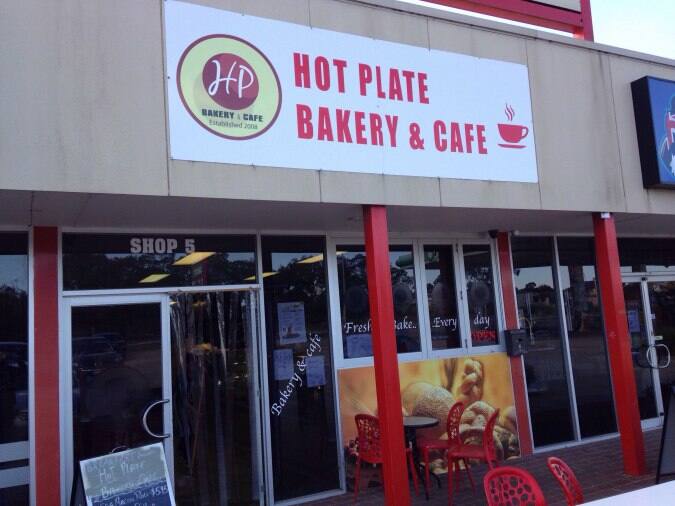 HP
BAKERY & CAFE
Established 2008
HOT PLATE
BAKERY & CAFE
SHOP 5
Fresh Bake.. Every day
OPEN
Bakery & cafe
HOT PLATE